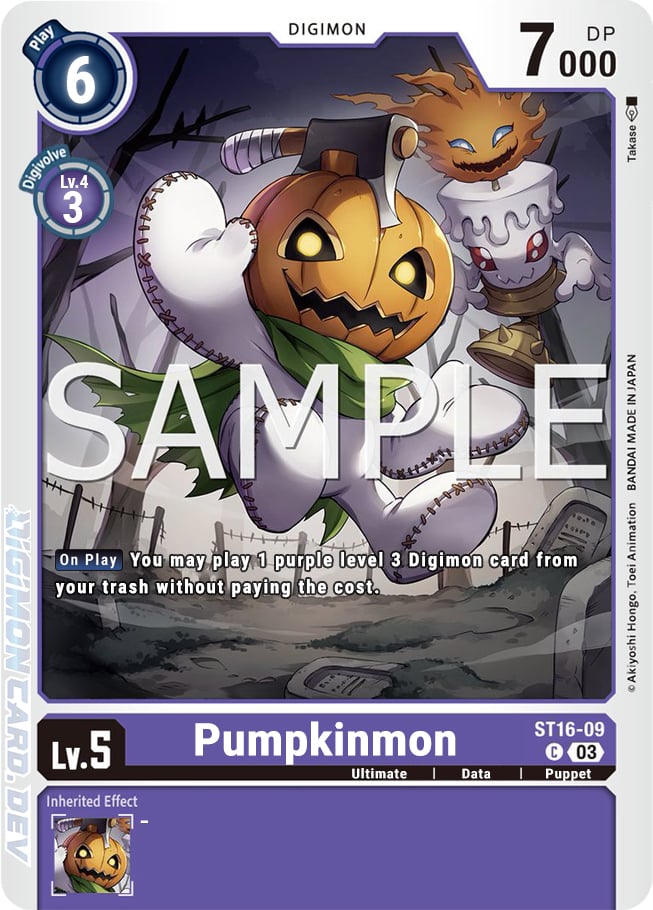 DIGIMON
Play
6
7000
DP
Digivolve
Lv.4
3
Takase
SAMPLE
BANDAI MADE IN JAPAN
© Akiyoshi Hongo, Toei Animation
On Play You may play 1 purple level 3 Digimon card from
your trash without paying the cost.
DIGIMONCARD.DEV
Lv.5
Pumpkinmon
ST16-09
C 03
Ultimate | Data | Puppet
Inherited Effect
-